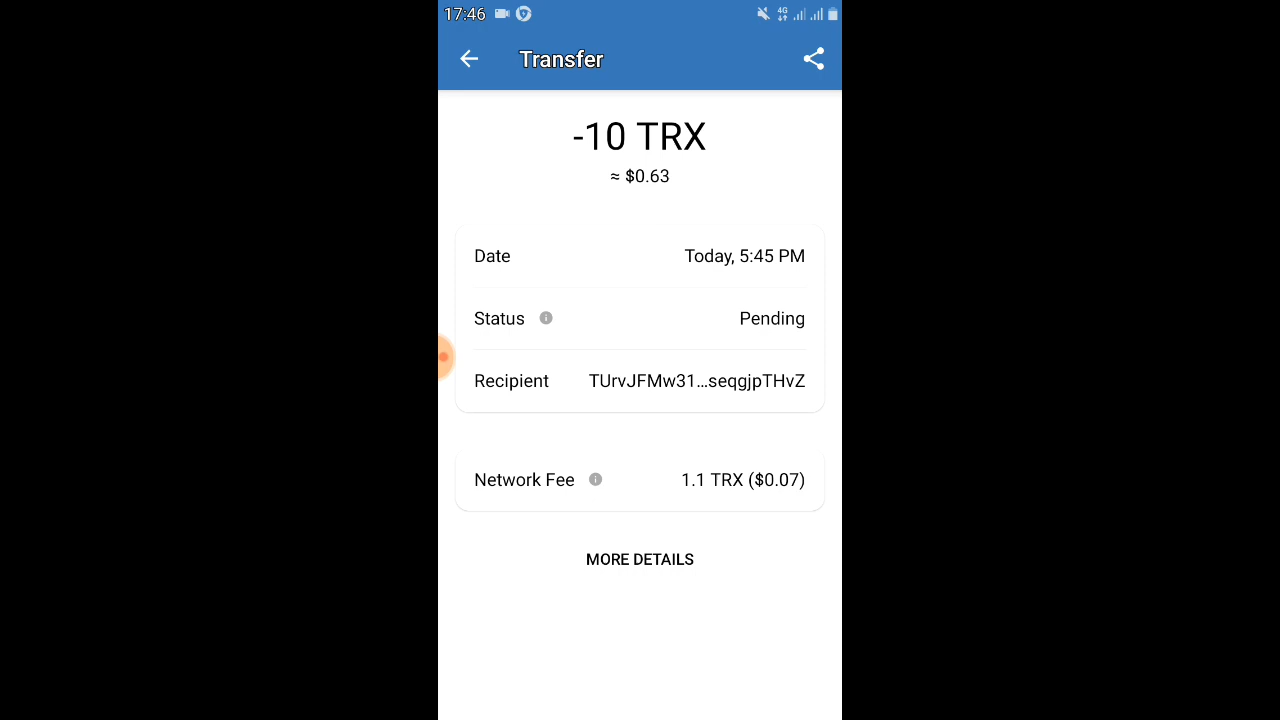 17:46 4G
Transfer
-10 TRX
≈ $0.63
Date Today, 5:45 PM
Status Pending
Recipient TUrvJFMw31...seqgjpTHvZ
Network Fee 1.1 TRX ($0.07)
MORE DETAILS